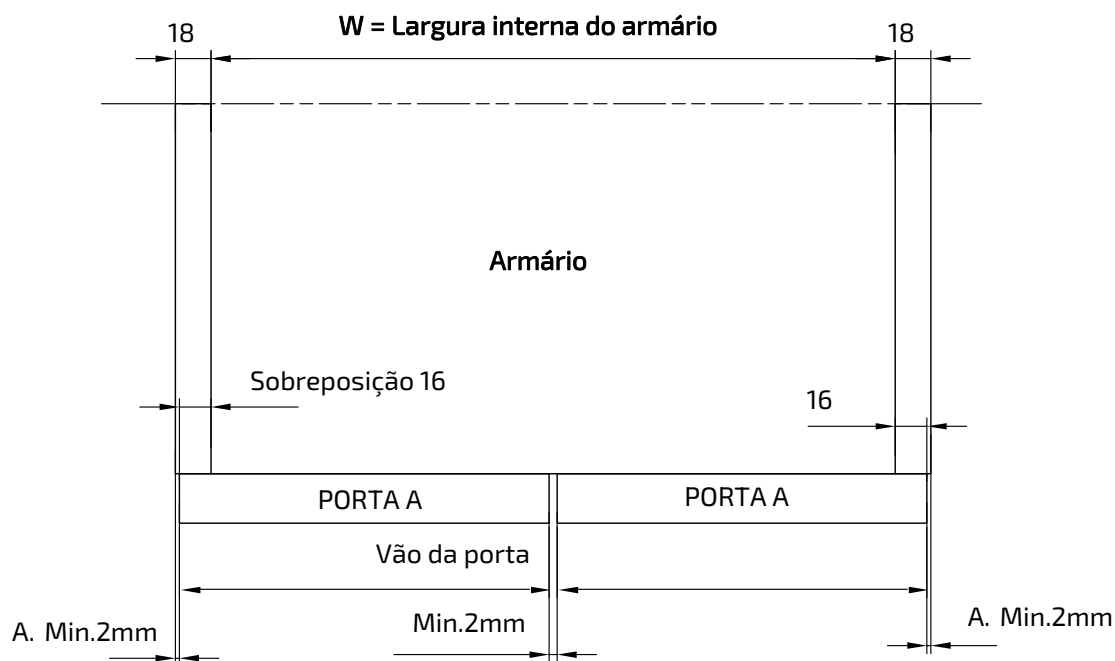 18
W = Largura interna do armário
18
Armário
Sobreposição 16
16
PORTA A
PORTA A
Vão da porta
Min.2mm
A. Min.2mm
A. Min.2mm